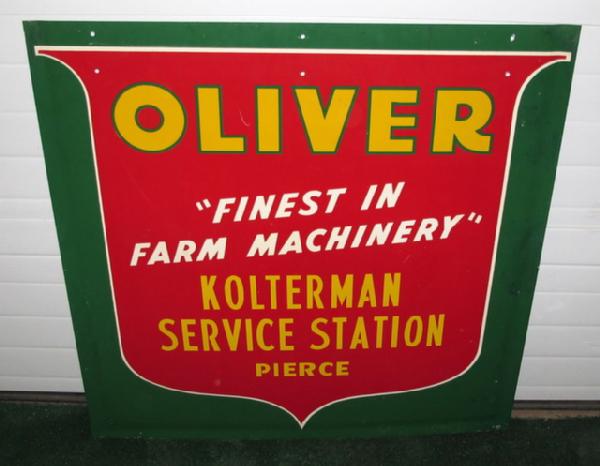 OLIVER
"FINEST IN
FARM MACHINERY"
KOLTERMAN
SERVICE STATION
PIERCE